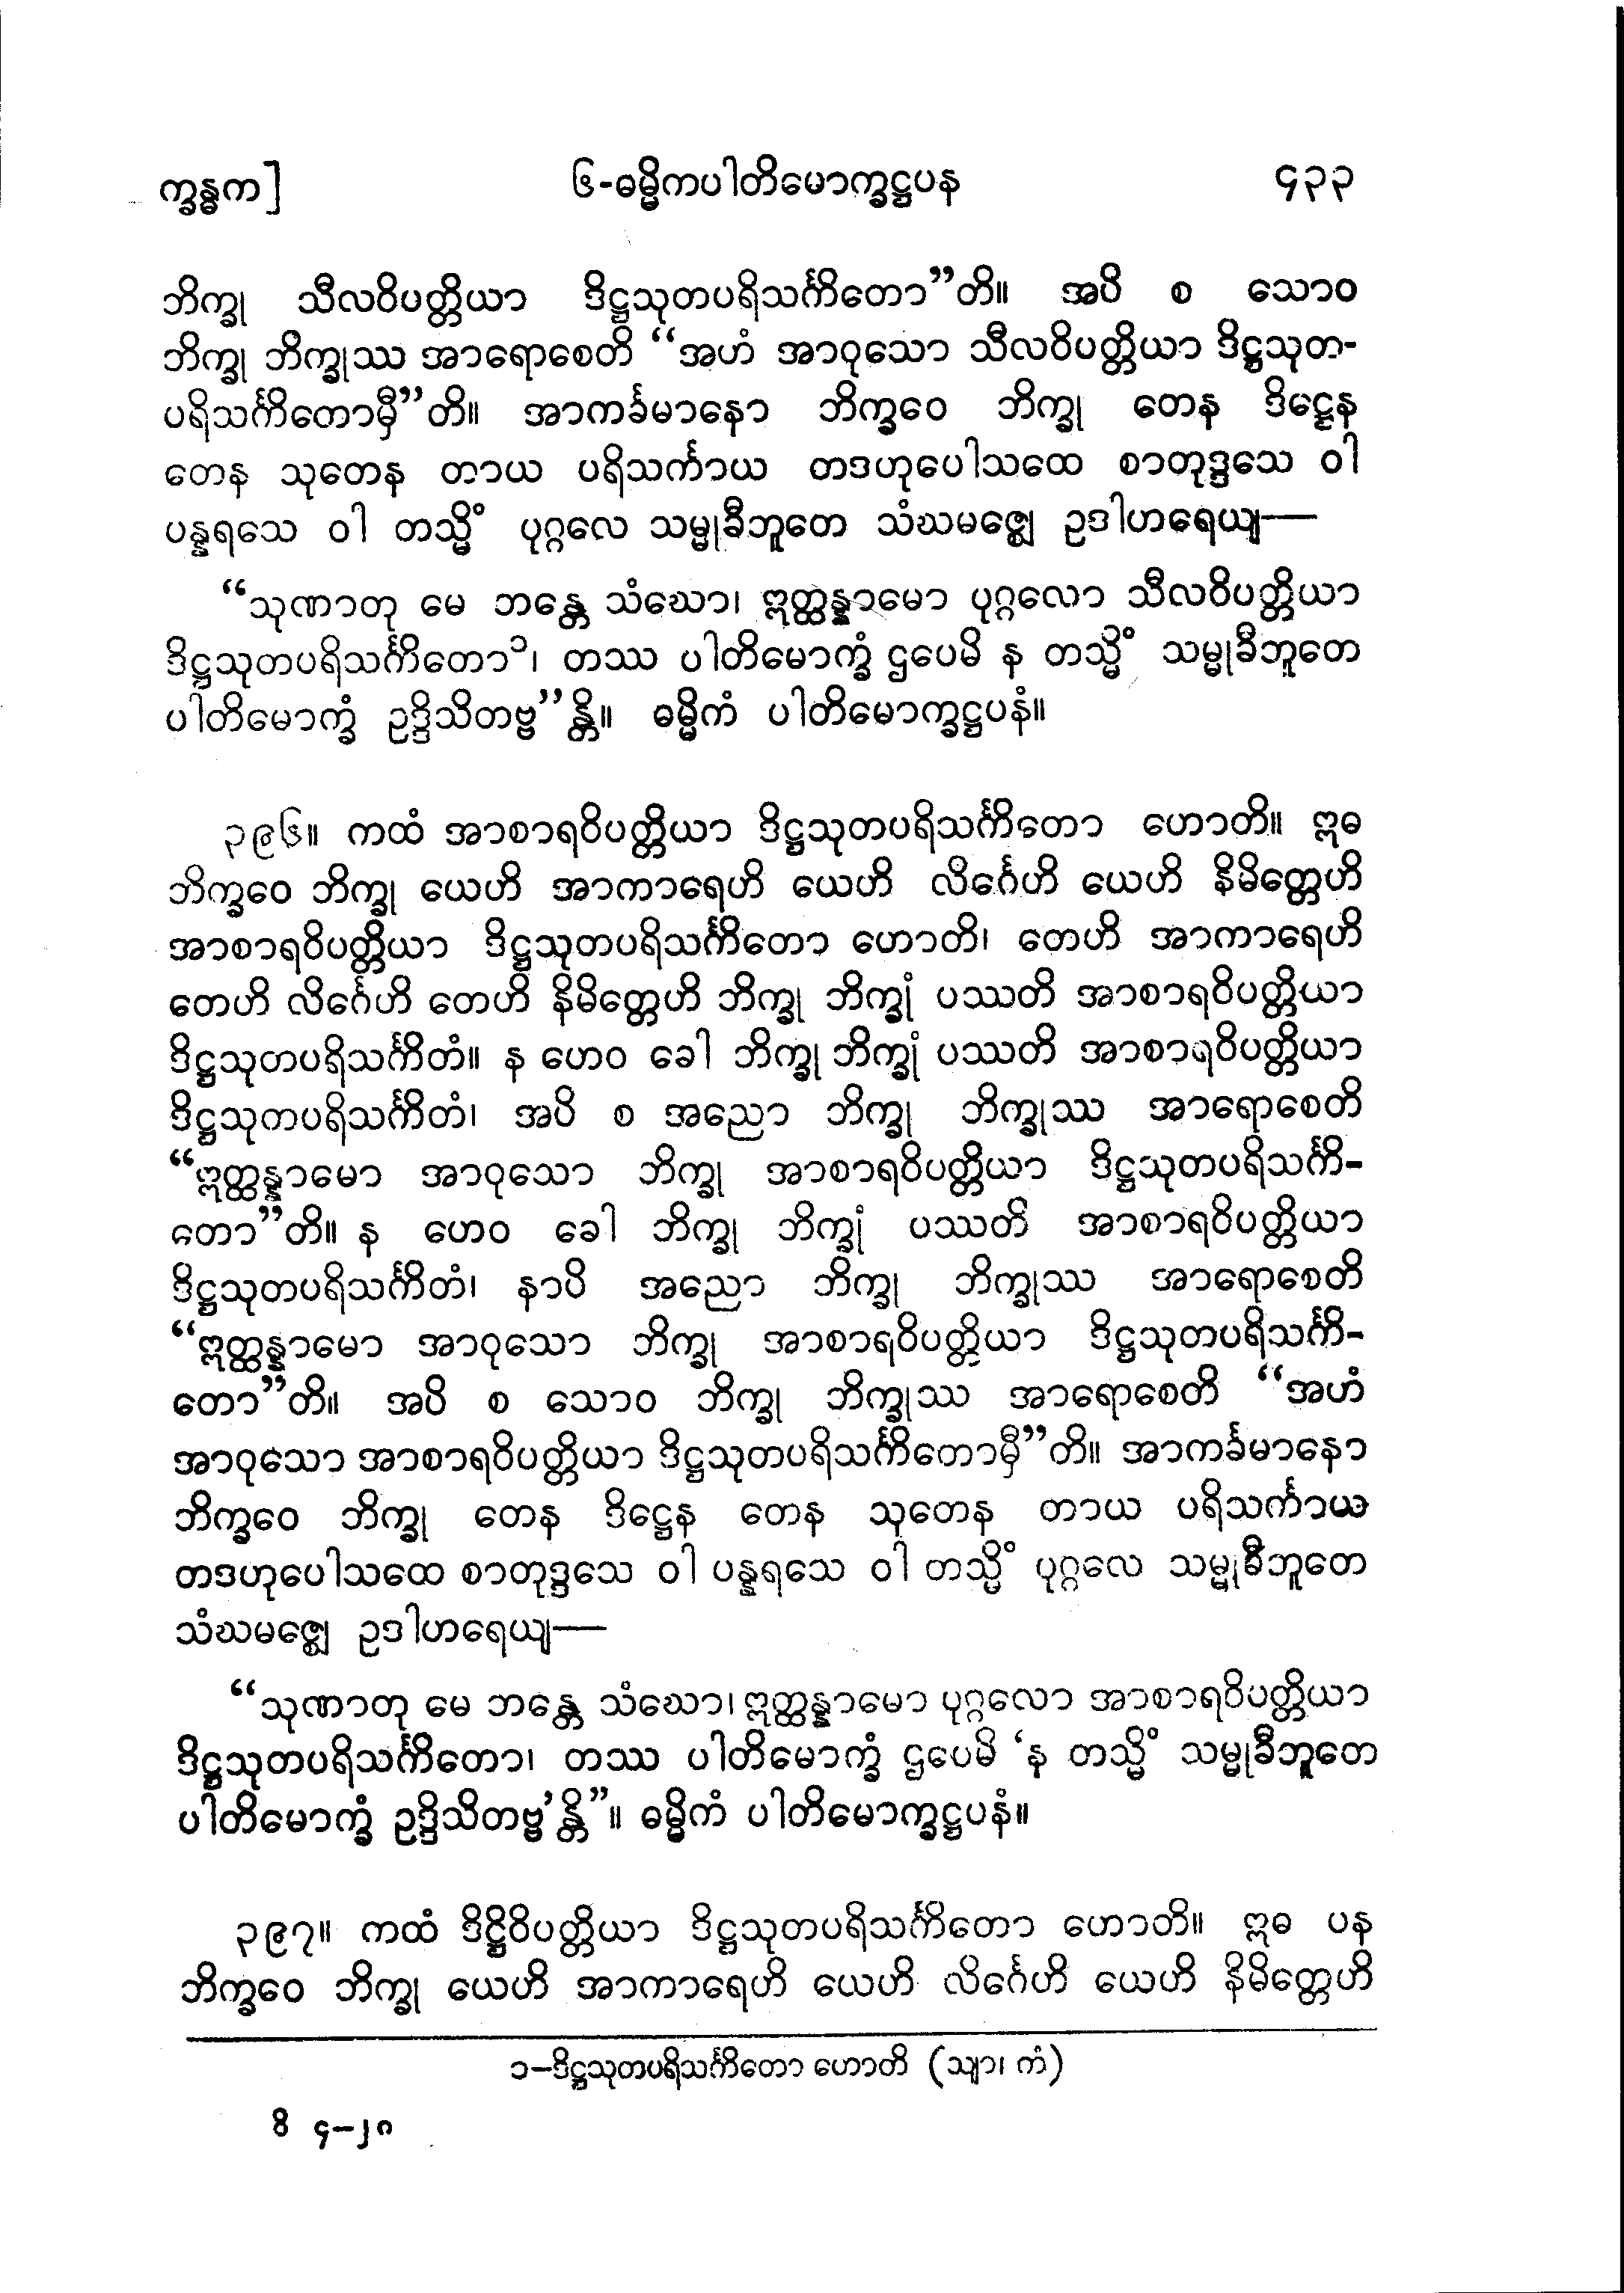 က္ခန္ဓက]
၆-ဓမ္မိကပါတိမောက္ခဋ္ဌပန
၄၃၃
ဘိက္ခု သီလဝိပတ္တိယာ ဒိဋ္ဌသုတပရိသင်္ကိတော”တိ။ အပိ စ သောဝ
ဘိက္ခု ဘိက္ခုဿ အာရောစေတိ “အဟံ အာဝုသော သီလဝိပတ္တိယာ ဒိဋ္ဌသုတ-
ပရိသင်္ကိတောမှီ”တိ။ အာကင်္ခမာနော ဘိက္ခဝေ ဘိက္ခု တေန ဒိဋ္ဌေန
တေန သုတေန တာယ ပရိသင်္ကာယ တဒဟုပေါသထေ စာတုဒ္ဒသေ ဝါ
ပန္နရသေ ဝါ တသ္မိံ ပုဂ္ဂလေ သမ္မုခီဘူတေ သံဃမဇ္ဈေ ဥဒါဟရေယျ—
“သုဏာတု မေ ဘန္တေ သံဃော၊ ဣတ္ထန္နာမော ပုဂ္ဂလော သီလဝိပတ္တိယာ
ဒိဋ္ဌသုတပရိသင်္ကိတော၁၊ တဿ ပါတိမောက္ခံ ဌပေမိ န တသ္မိံ သမ္မုခီဘူတေ
ပါတိမောက္ခံ ဥဒ္ဒိသိတဗ္ဗ”န္တိ။ ဓမ္မိကံ ပါတိမောက္ခဋ္ဌပနံ။
၃၉၆။ ကထံ အာစာရဝိပတ္တိယာ ဒိဋ္ဌသုတပရိသင်္ကိတော ဟောတိ။ ဣဓ
ဘိက္ခဝေ ဘိက္ခု ယေဟိ အာကာရေဟိ ယေဟိ လိင်္ဂေဟိ ယေဟိ နိမိတ္တေဟိ
အာစာရဝိပတ္တိယာ ဒိဋ္ဌသုတပရိသင်္ကိတော ဟောတိ၊ တေဟိ အာကာရေဟိ
တေဟိ လိင်္ဂေဟိ တေဟိ နိမိတ္တေဟိ ဘိက္ခု ဘိက္ခုံ ပဿတိ အာစာရဝိပတ္တိယာ
ဒိဋ္ဌသုတပရိသင်္ကိတံ။ န ဟေဝ ခေါ ဘိက္ခု ဘိက္ခုံ ပဿတိ အာစာရဝိပတ္တိယာ
ဒိဋ္ဌသုတပရိသင်္ကိတံ၊ အပိ စ အညော ဘိက္ခု ဘိက္ခုဿ အာရောစေတိ
“ဣတ္ထန္နာမော အာဝုသော ဘိက္ခု အာစာရဝိပတ္တိယာ ဒိဋ္ဌသုတပရိသင်္ကိ-
တော”တိ။ န ဟေဝ ခေါ ဘိက္ခု ဘိက္ခုံ ပဿတိ အာစာရဝိပတ္တိယာ
ဒိဋ္ဌသုတပရိသင်္ကိတံ၊ နာပိ အညော ဘိက္ခု ဘိက္ခုဿ အာရောစေတိ
“ဣတ္ထန္နာမော အာဝုသော ဘိက္ခု အာစာရဝိပတ္တိယာ ဒိဋ္ဌသုတပရိသင်္ကိ-
တော”တိ။ အပိ စ သောဝ ဘိက္ခု ဘိက္ခုဿ အာရောစေတိ “အဟံ
အာဝုသော အာစာရဝိပတ္တိယာ ဒိဋ္ဌသုတပရိသင်္ကိတောမှီ”တိ။ အာကင်္ခမာနော
ဘိက္ခဝေ ဘိက္ခု တေန ဒိဋ္ဌေန တေန သုတေန တာယ ပရိသင်္ကာယ
တဒဟုပေါသထေ စာတုဒ္ဒသေ ဝါ ပန္နရသေ ဝါ တသ္မိံ ပုဂ္ဂလေ သမ္မုခီဘူတေ
သံဃမဇ္ဈေ ဥဒါဟရေယျ—
“သုဏာတု မေ ဘန္တေ သံဃော၊ ဣတ္ထန္နာမော ပုဂ္ဂလော အာစာရဝိပတ္တိယာ
ဒိဋ္ဌသုတပရိသင်္ကိတော၊ တဿ ပါတိမောက္ခံ ဌပေမိ ‘န တသ္မိံ သမ္မုခီဘူတေ
ပါတိမောက္ခံ ဥဒ္ဒိသိတဗ္ဗ’န္တိ”။ ဓမ္မိကံ ပါတိမောက္ခဋ္ဌပနံ။
၃၉၇။ ကထံ ဒိဋ္ဌိဝိပတ္တိယာ ဒိဋ္ဌသုတပရိသင်္ကိတော ဟောတိ။ ဣဓ ပန
ဘိက္ခဝေ ဘိက္ခု ယေဟိ အာကာရေဟိ ယေဟိ လိင်္ဂေဟိ ယေဟိ နိမိတ္တေဟိ
၁−ဒိဋ္ဌသုတပရိသင်္ကိတော ဟောတိ (သျာ၊ ကံ)
ဝိ ၄−၂၈